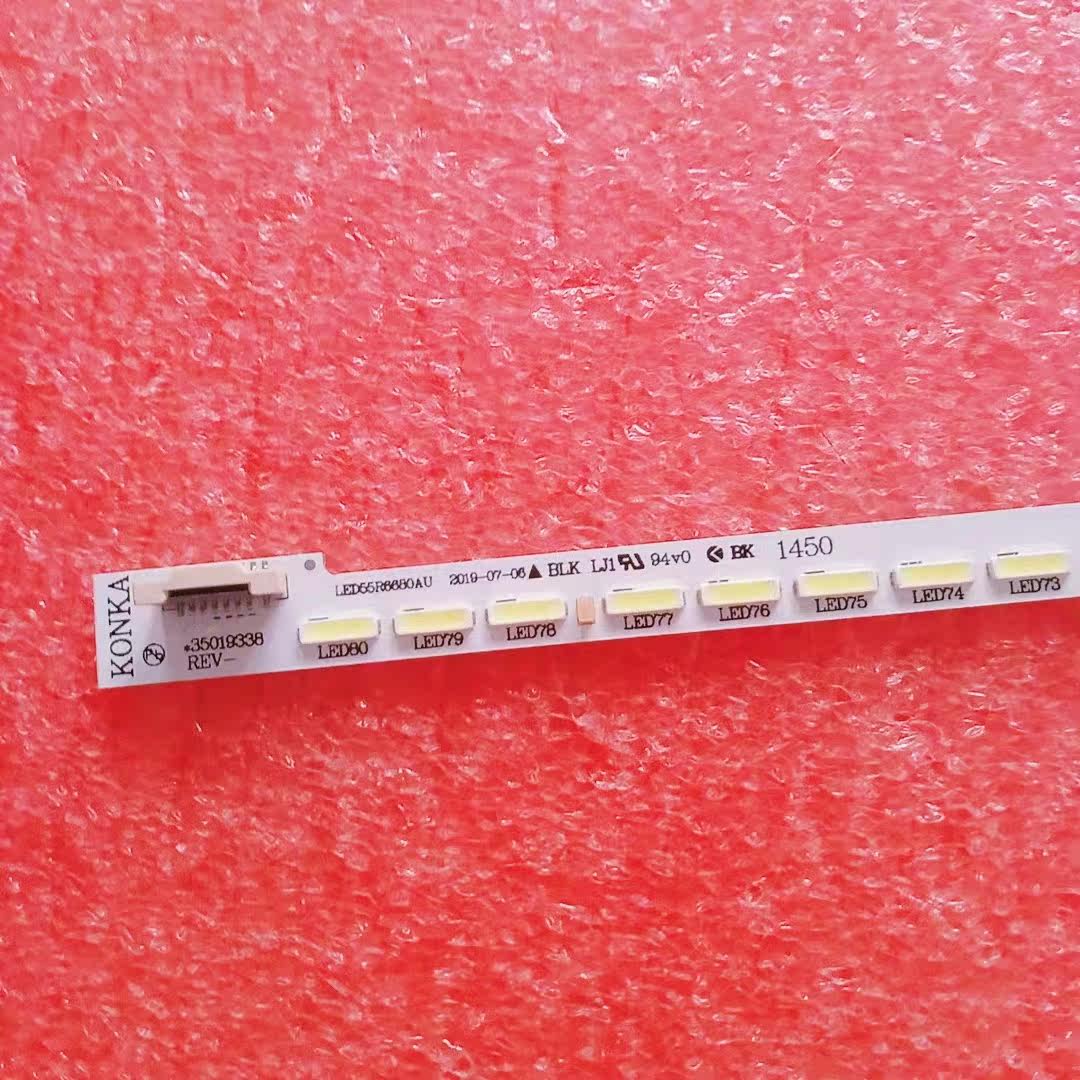 KONKA
*35019338
REV-
LED55R6680AU 2019-07-06 BLK LJ1 94v0 BK 1450
LED80 LED79 LED78 LED77 LED76 LED75 LED74 LED73